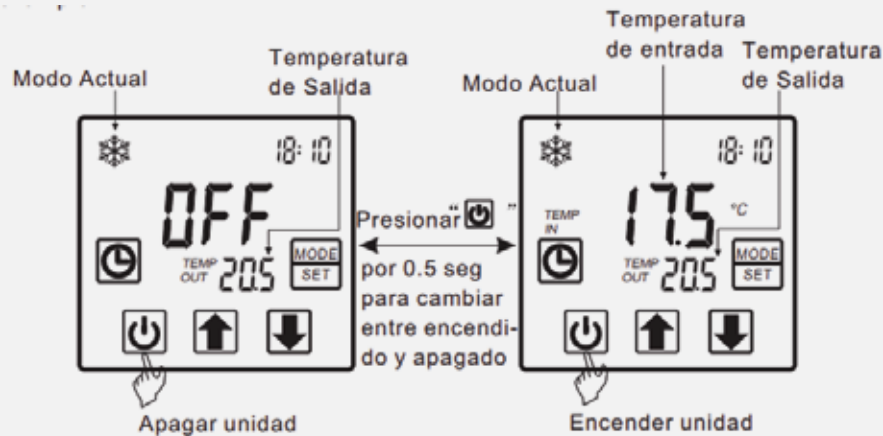 Modo Actual
Temperatura
de Salida
18:10
OFF
TEMP
OUT
20.5
MODE
SET
Apagar unidad
Presionar “ ”
por 0.5 seg
para cambiar
entre encendi-
do y apagado
Temperatura
de entrada
Modo Actual
Temperatura
de Salida
18:10
TEMP
IN
17.5
°C
TEMP
OUT
20.5
MODE
SET
Encender unidad